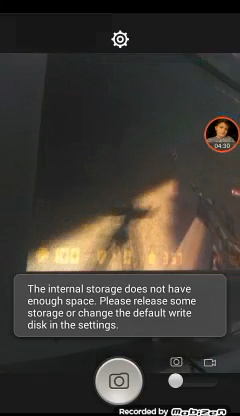 04:30
The internal storage does not have
enough space. Please release some
storage or change the default write
disk in the settings.
Recorded by Mobizen